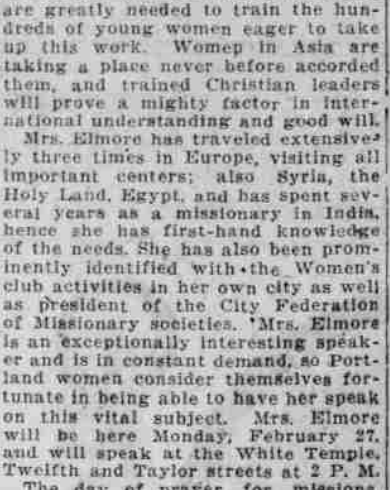 are greatly needed to train the hun-
dreds of young women eager to take
up this work. Womep in Asia are
taking a place never before accorded
them, and trained Christian leaders
will prove a mighty factor in inter-
national understanding and good will.
Mrs. Elmore has traveled extensive-
ly three times in Europe, visiting all
important centers; also Syria, the
Holy Land, Egypt, and has spent sev-
eral years as a missionary in India,
hence she has first-hand knowledge
of the needs. She has also been prom-
inently identified with the Women's
club activities in her own city as well
as president of the City Federation
of Missionary societies. Mrs. Elmore
is an exceptionally interesting speak-
er and is in constant demand, so Port-
land women consider themselves for-
tunate in being able to have her speak
on this vital subject. Mrs. Elmore
will be here Monday, February 27,
and will speak at the White Temple,
Twelfth and Taylor streets at 2 P. M.
The day of prayer for missions